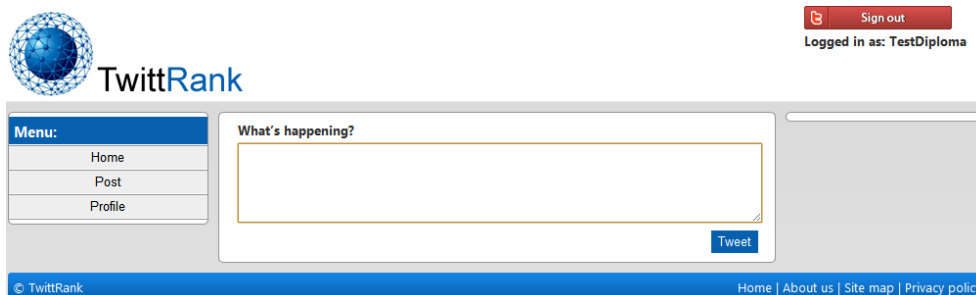 Sign out
Logged in as: TestDiploma
TwittRank
Menu:
Home
Post
Profile
What's happening?
Tweet
© TwittRank
Home | About us | Site map | Privacy polic